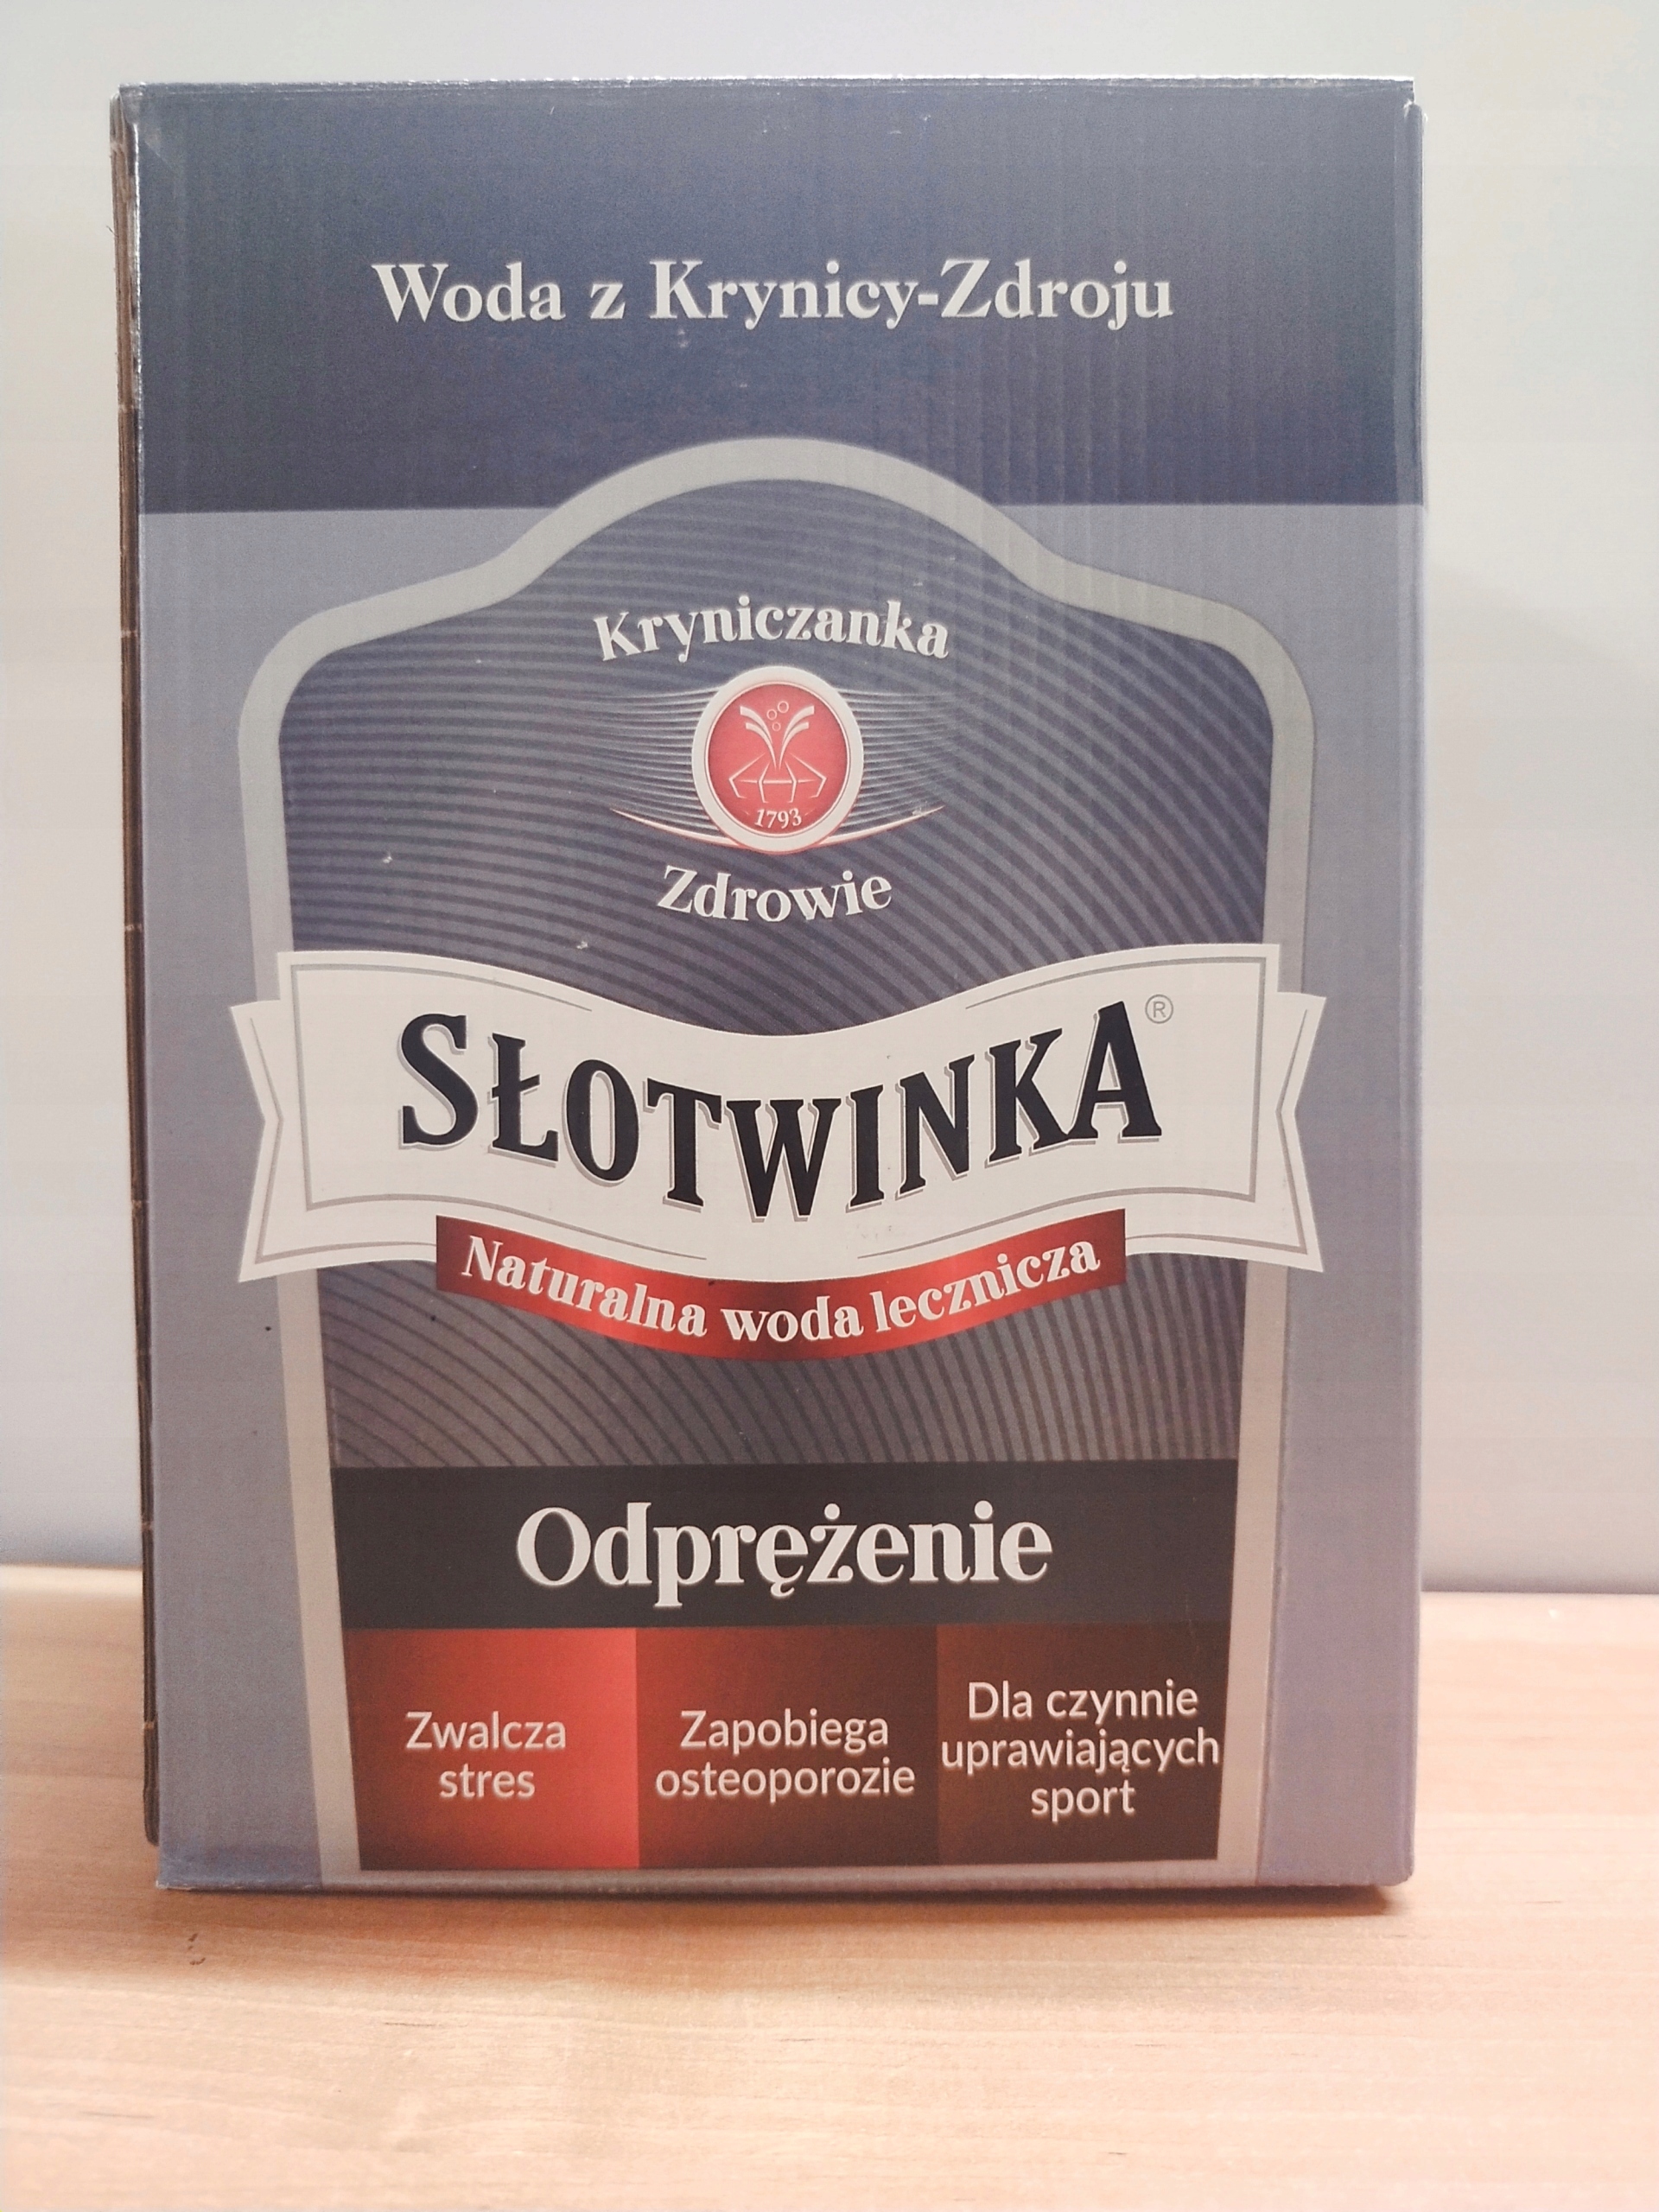 Woda z Krynicy-Zdroju
Kryniczanka
1793
Zdrowie
SŁOTWINKA®
Naturalna woda lecznicza
Odprężenie
Zwalcza
stres
Zapobiega
osteoporozie
Dla czynnie
uprawiających
sport